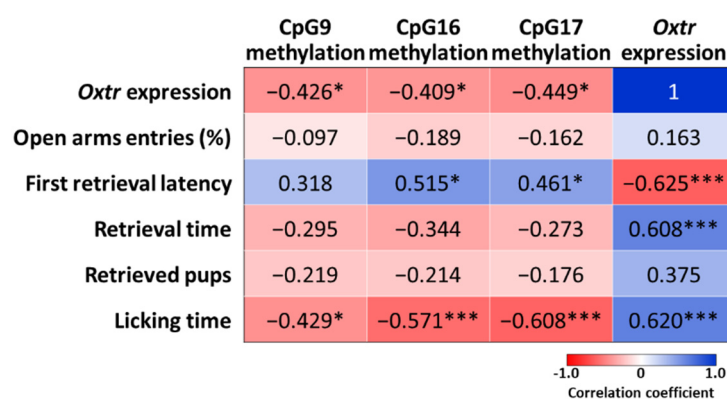 CpG9 CpG16 CpG17 Oxtr
methylation methylation methylation expression
Oxtr expression −0.426* −0.409* −0.449* 1
Open arms entries (%) −0.097 −0.189 −0.162 0.163
First retrieval latency 0.318 0.515* 0.461* −0.625***
Retrieval time −0.295 −0.344 −0.273 0.608***
Retrieved pups −0.219 −0.214 −0.176 0.375
Licking time −0.429* −0.571*** −0.608*** 0.620***
-1.0 0 1.0
Correlation coefficient